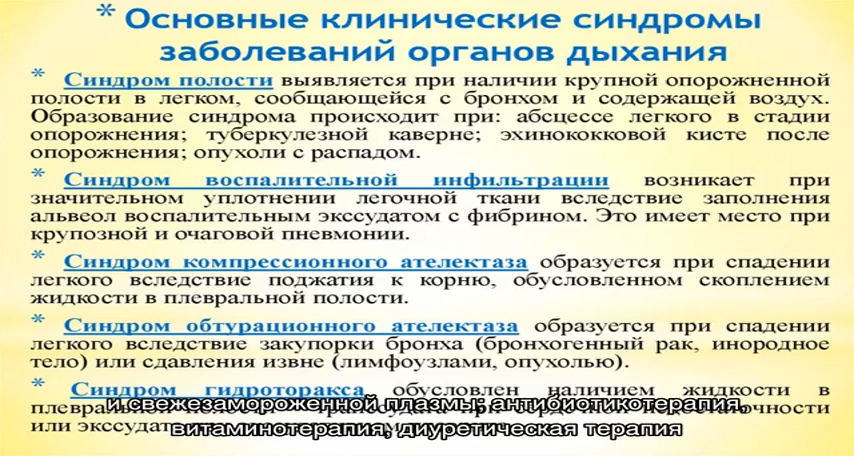 * Основные клинические синдромы
заболеваний органов дыхания
* Синдром полости выявляется при наличии крупной опорожненной
полости в легком, сообщающейся с бронхом и содержащей воздух.
Образование синдрома происходит при: абсцессе легкого в стадии
опорожнения; туберкулезной каверне; эхинококковой кисте после
опорожнения; опухоли с распадом.
* Синдром воспалительной инфильтрации возникает при
значительном уплотнении легочной ткани вследствие заполнения
альвеол воспалительным экссудатом с фибрином. Это имеет место при
крупозной и очаговой пневмонии.
* Синдром компрессионного ателектаза образуется при спадении
легкого вследствие поджатия к корню, обусловленном скоплением
жидкости в плевральной полости.
* Синдром обтурационного ателектаза образуется при спадении
легкого вследствие закупорки бронха (бронхогенный рак, инородное
тело) или сдавления извне (лимфоузлами, опухолью).
* Синдром гидроторакса обусловлен наличием жидкости в
и свежезамороженной плазмы; антибиотикотерапия,
или экссудат
витаминотерапия, диуретическая терапия